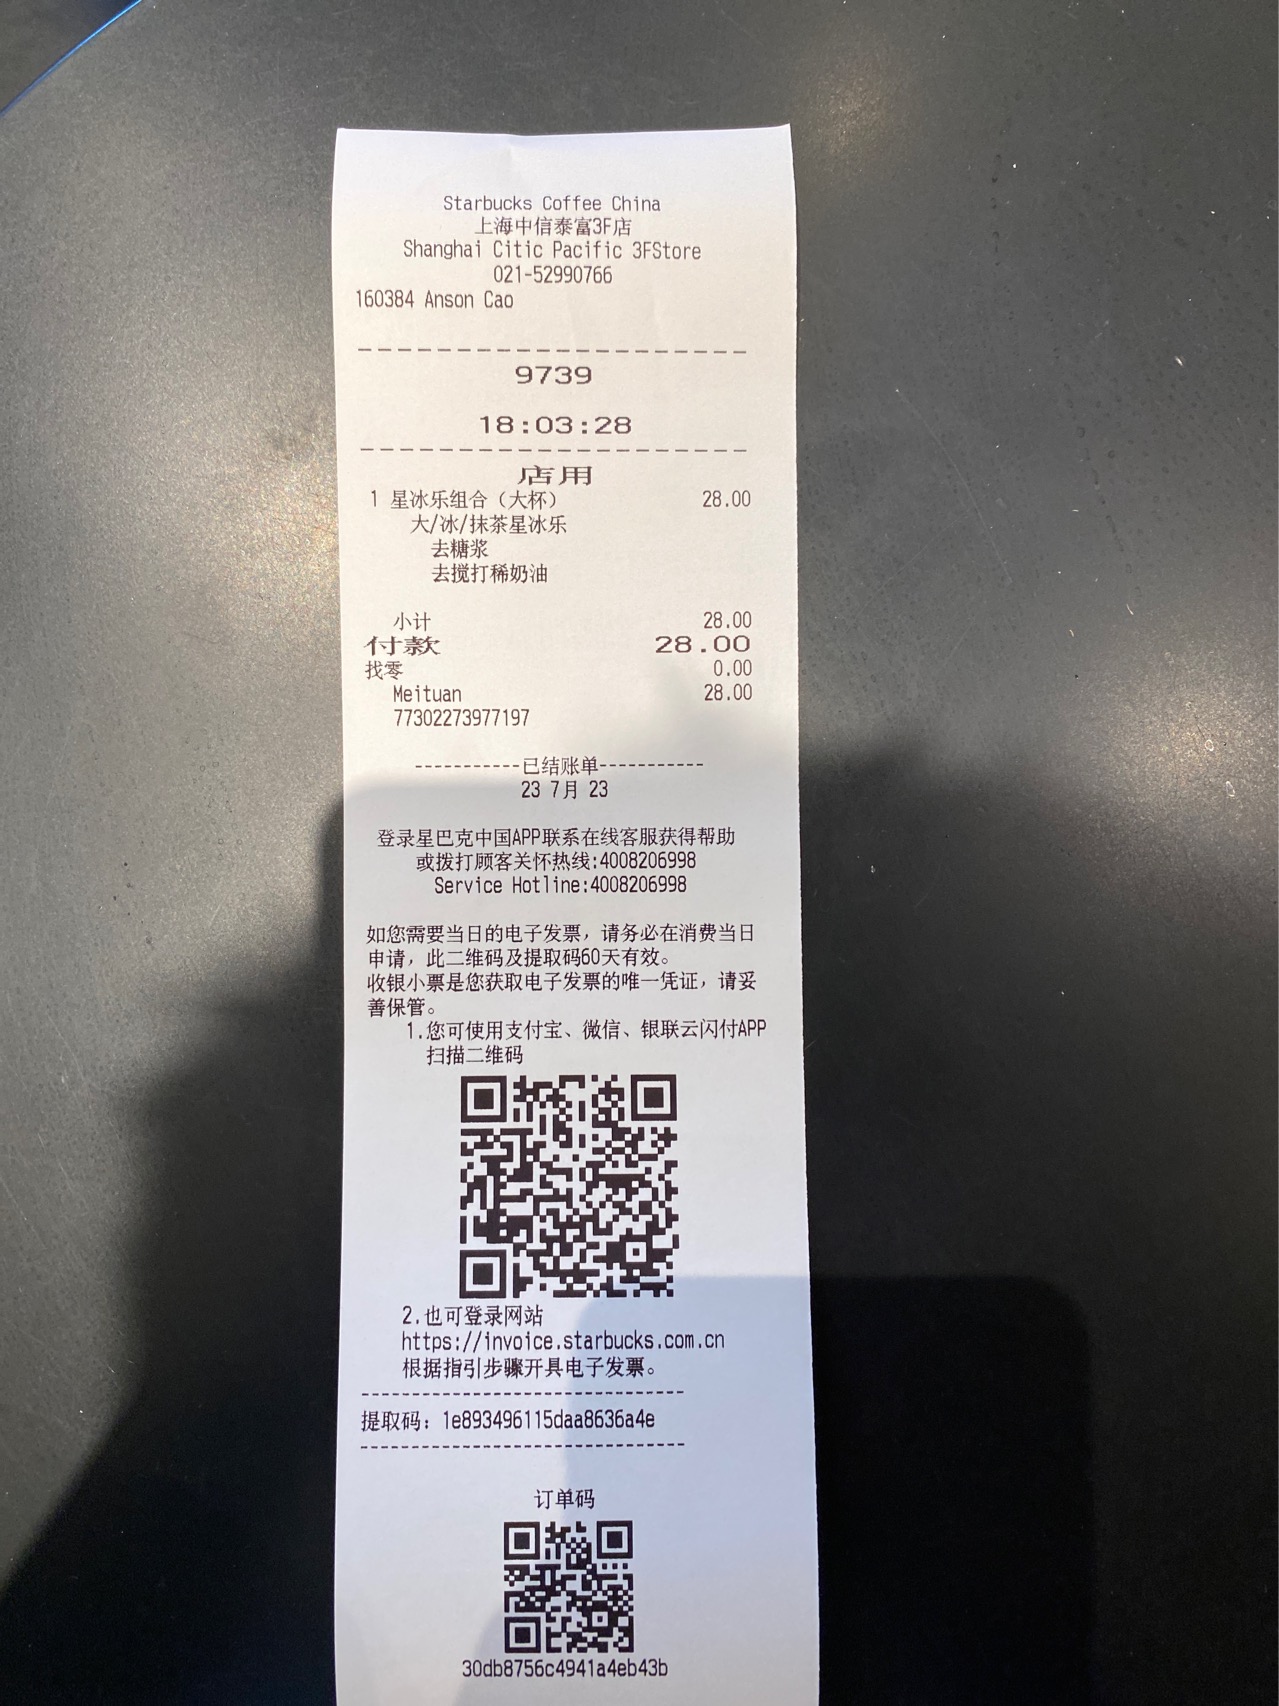 Starbucks Coffee China
上海中信泰富3F店
Shanghai Citic Pacific 3FStore
021-52990766
160384 Anson Cao
9739
18:03:28
店用
1 星冰乐组合（大杯） 28.00
大/冰/抹茶星冰乐
去糖浆
去搅打稀奶油
小计 28.00
付款 28.00
找零 0.00
Meituan 28.00
77302273977197
-----------已结账单-----------
23 7月 23
登录星巴克中国APP联系在线客服获得帮助
或拨打顾客关怀热线:4008206998
Service Hotline:4008206998
如您需要当日的电子发票，请务必在消费当日
申请，此二维码及提取码60天有效。
收银小票是您获取电子发票的唯一凭证，请妥
善保管。
1.您可使用支付宝、微信、银联云闪付APP
扫描二维码
2.也可登录网站
https://invoice.starbucks.com.cn
根据指引步骤开具电子发票。
提取码：1e893496115daa8636a4e
订单码
30db8756c4941a4eb43b